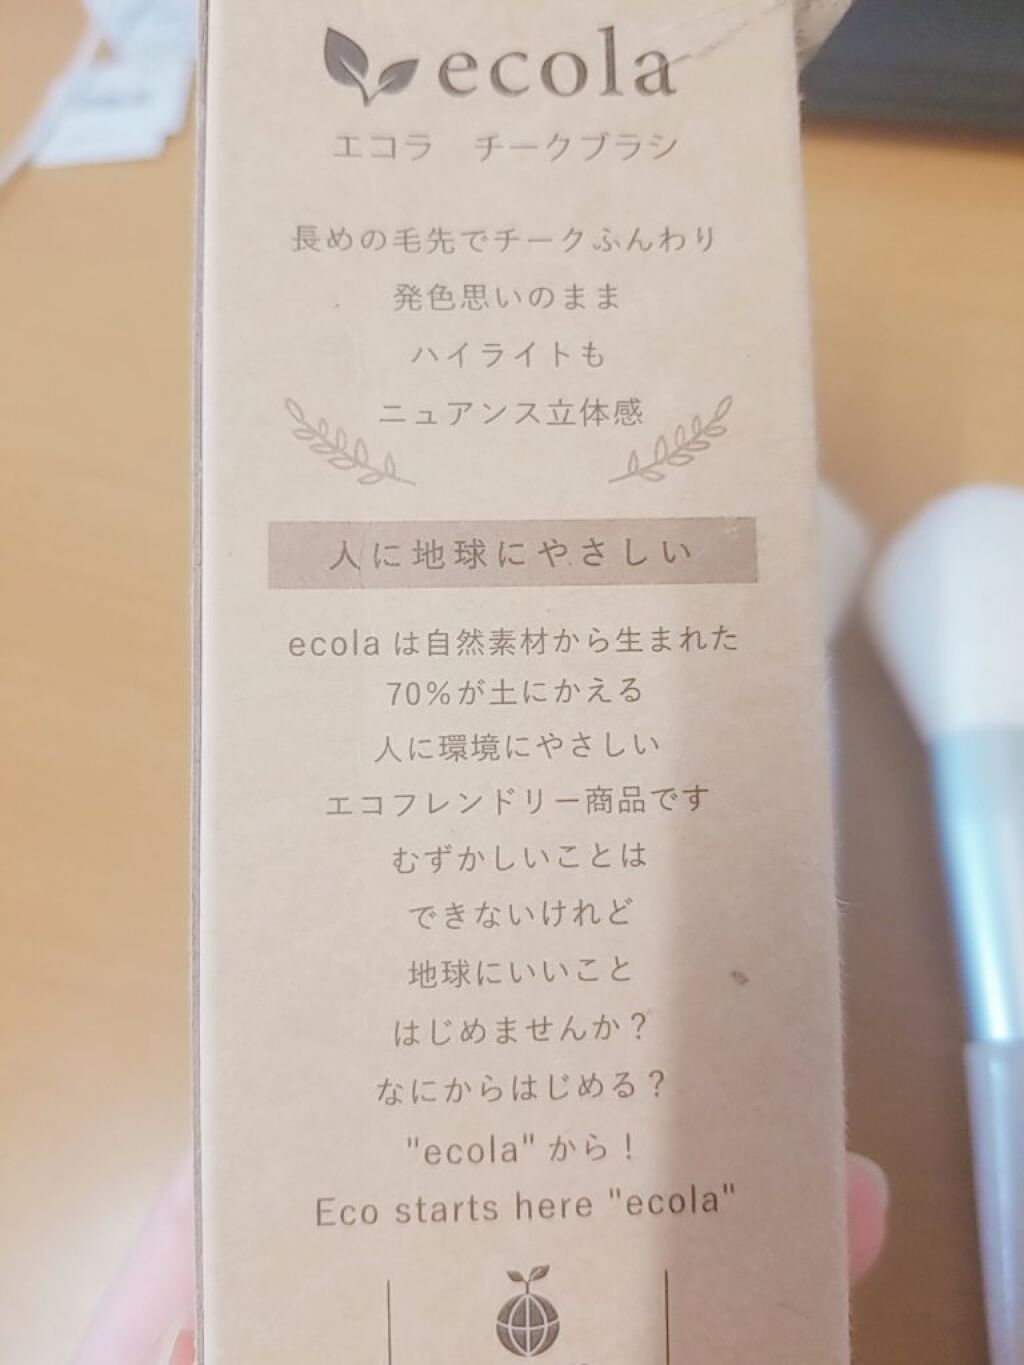 ecola
エコラ チークブラシ
長めの毛先でチークふんわり
発色思いのまま
ハイライトも
ニュアンス立体感
人に地球にやさしい
ecola は自然素材から生まれた
70%が土にかえる
人に環境にやさしい
エコフレンドリー商品です
むずかしいことは
できないけれど
地球にいいこと
はじめませんか？
なにからはじめる？
"ecola" から！
Eco starts here "ecola"